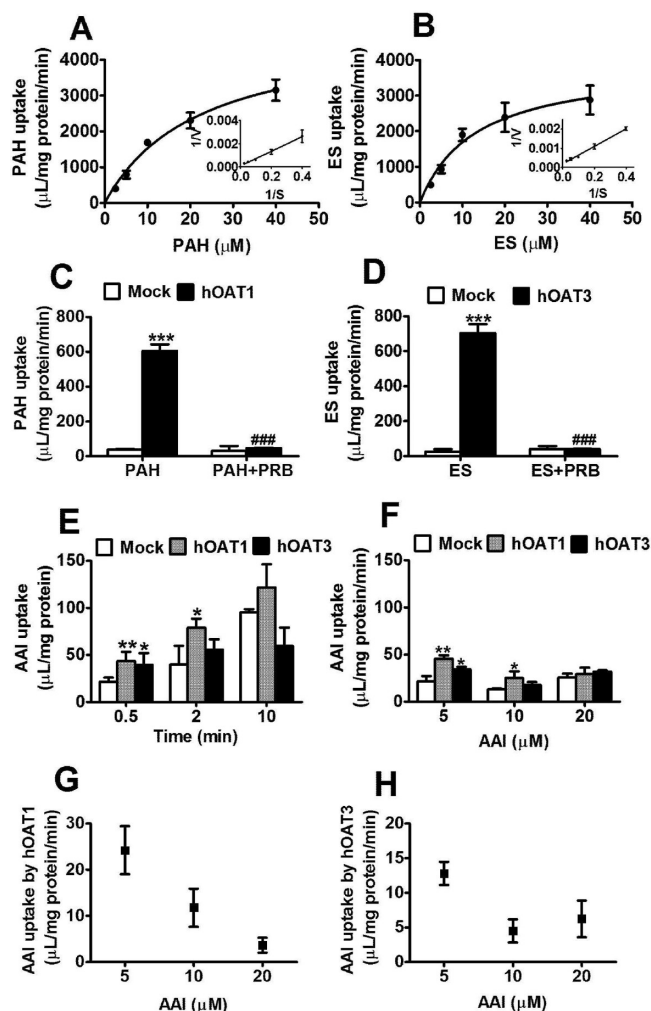 A
PAH uptake
(μL/mg protein/min)
4000
3000
2000
1000
0
0 10 20 30 40 50
PAH (μM)
1/V
0.004
0.002
0.000
0.0 0.2 0.4
1/S
B
ES uptake
(μL/mg protein/min)
4000
3000
2000
1000
0
0 10 20 30 40 50
ES (μM)
1/V
0.003
0.002
0.001
0.000
0.0 0.2 0.4
1/S
C
Mock hOAT1
PAH uptake
(μL/mg protein/min)
800
600
400
200
0
***
###
PAH PAH+PRB
D
Mock hOAT3
ES uptake
(μL/mg protein/min)
800
600
400
200
0
***
###
ES ES+PRB
E
Mock hOAT1 hOAT3
AAI uptake
(μL/mg protein)
150
100
50
0
** * *
0.5 2 10
Time (min)
F
Mock hOAT1 hOAT3
AAI uptake
(μL/mg protein/min)
150
100
50
0
** * *
5 10 20
AAI (μM)
G
AAI uptake by hOAT1
(μL/mg protein/min)
30
20
10
0
5 10 20
AAI (μM)
H
AAI uptake by hOAT3
(μL/mg protein/min)
20
15
10
5
0
5 10 20
AAI (μM)